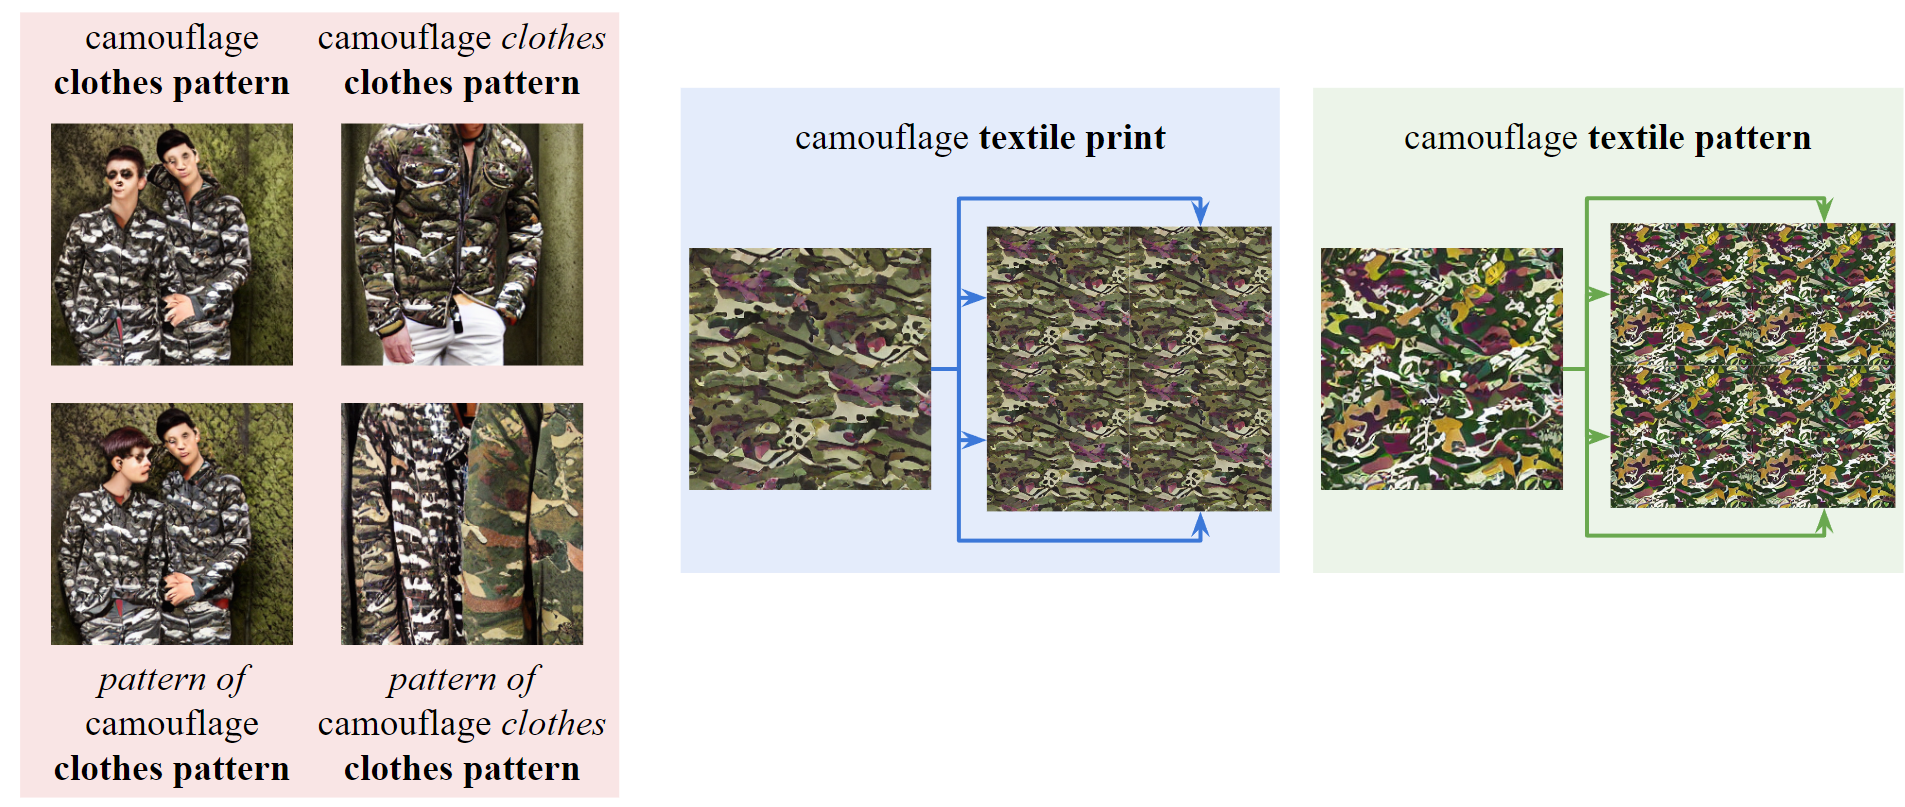 camouflage
clothes pattern
camouflage clothes
clothes pattern
pattern of
camouflage
clothes pattern
pattern of
camouflage clothes
clothes pattern
camouflage textile print
camouflage textile pattern